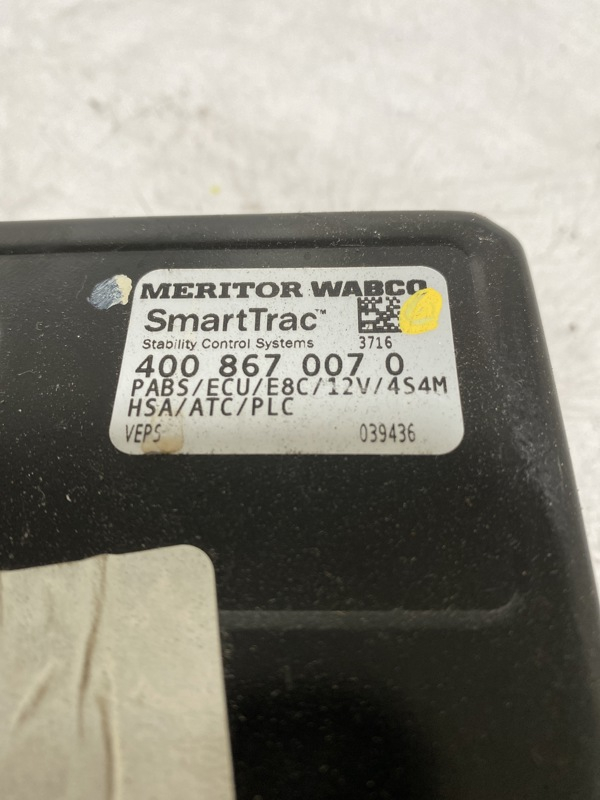 MERITOR WABCO
SmartTrac™
Stability Control Systems
3716
400 867 007 0
PABS/ECU/E8C/12V/4S4M
HSA/ATC/PLC
VEPS
039436